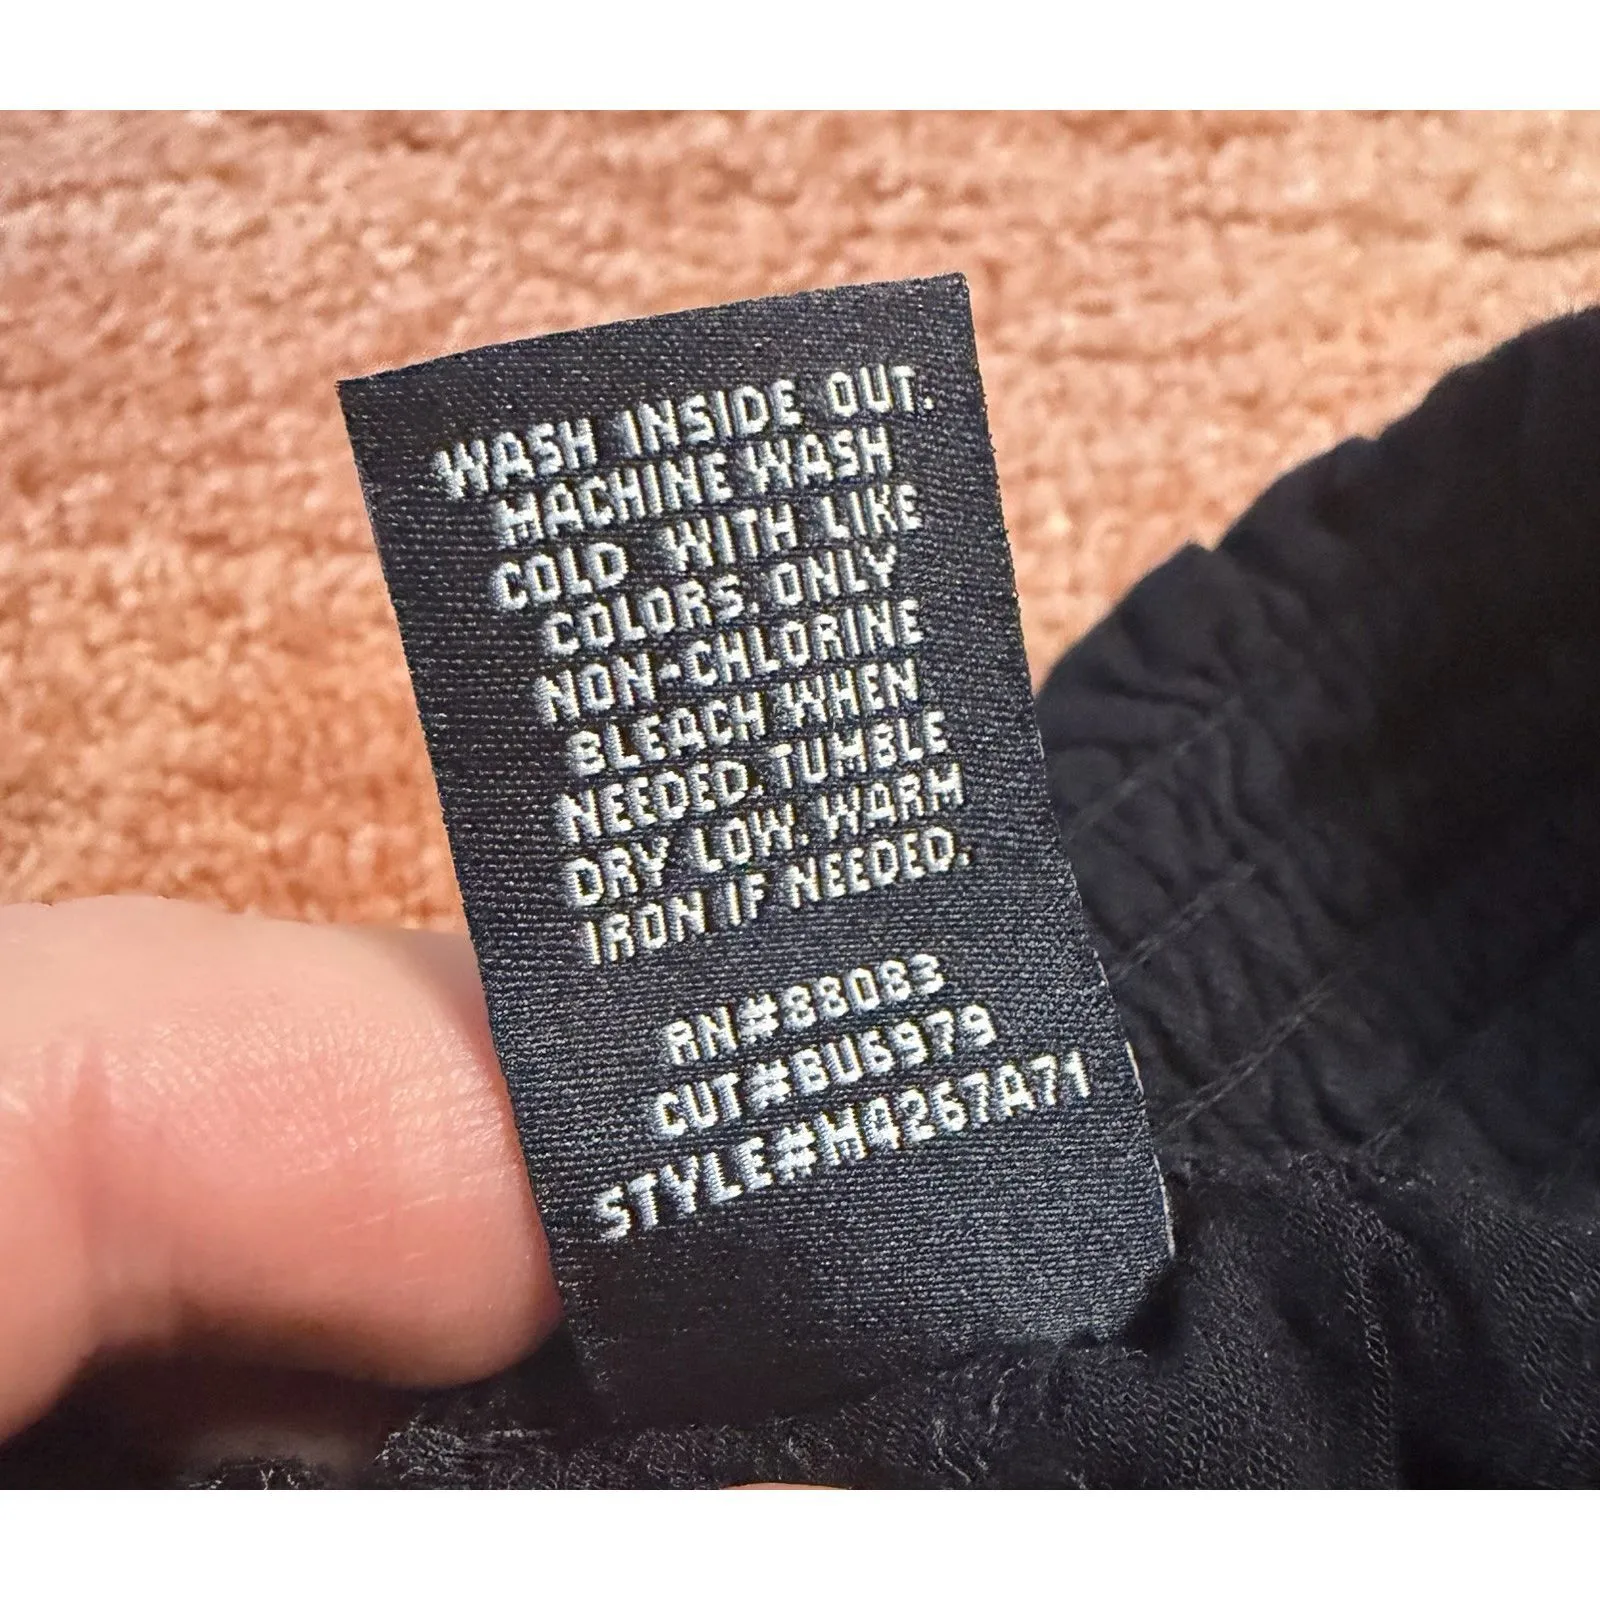 WASH INSIDE OUT.
MACHINE WASH
COLD WITH LIKE
COLORS. ONLY
NON-CHLORINE
BLEACH WHEN
NEEDED. TUMBLE
DRY LOW. WARM
IRON IF NEEDED.
RN#88083
CUT#BU6979
STYLE#M4267A71